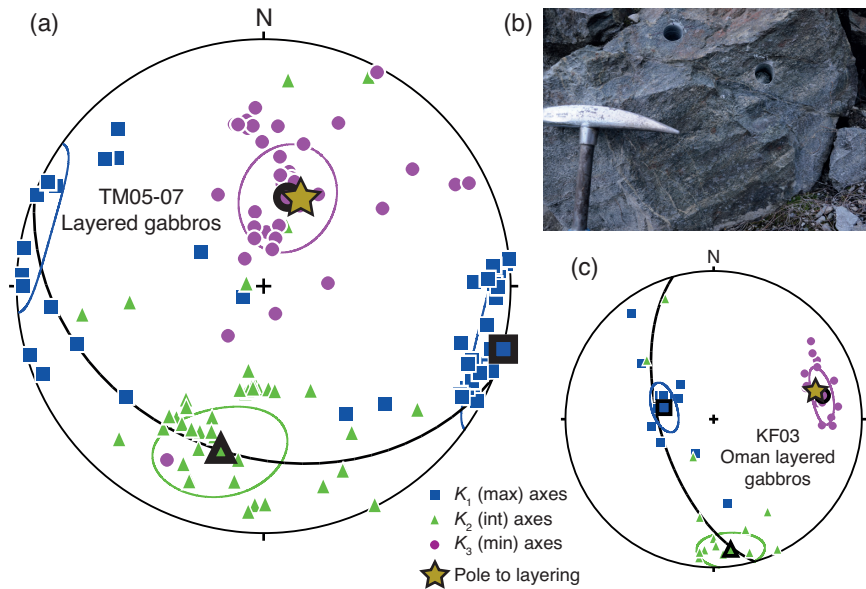 (a)
N
TM05-07
Layered gabbros
(b)
(c)
N
KF03
Oman layered
gabbros
K1 (max) axes
K2 (int) axes
K3 (min) axes
Pole to layering